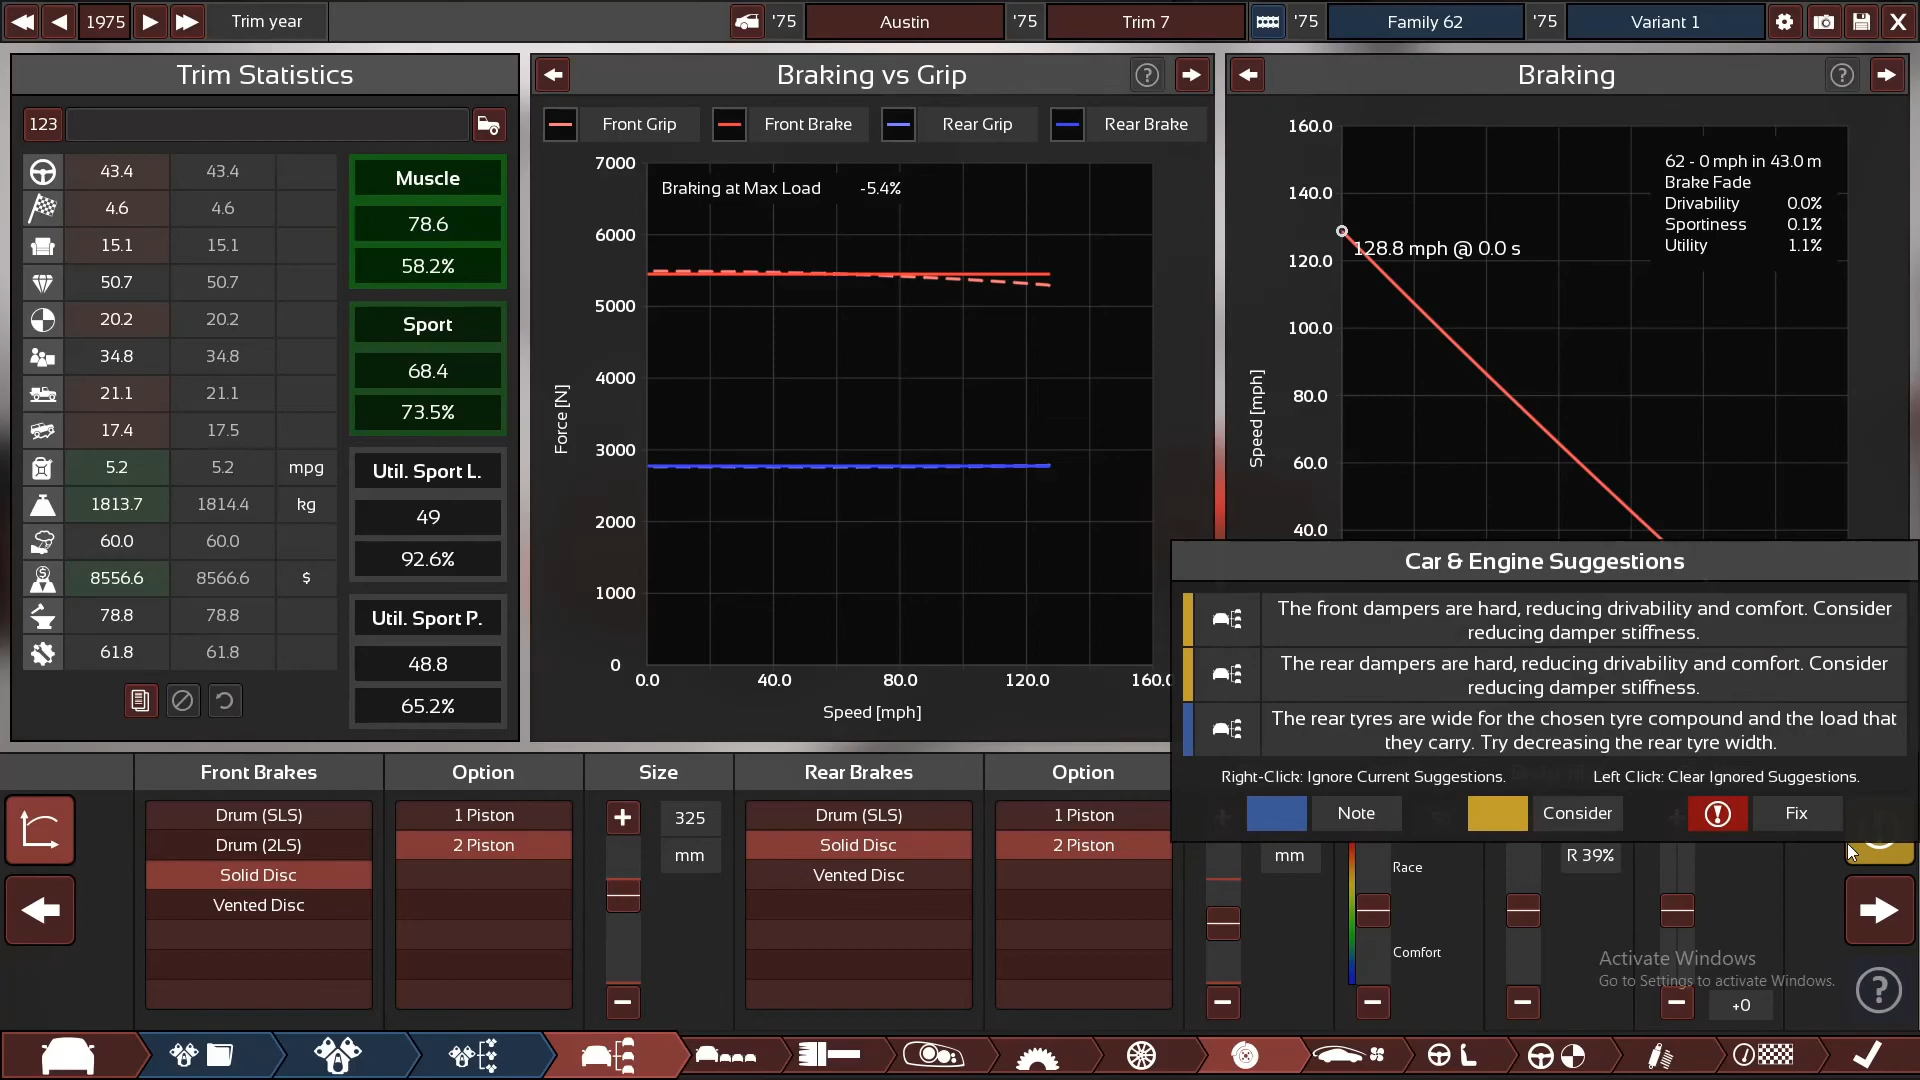 1975
Trim year
'75
Austin
'75
Trim 7
'75
Family 62
'75
Variant 1
Trim Statistics
123
43.4 43.4
4.6 4.6
15.1 15.1
50.7 50.7
20.2 20.2
34.8 34.8
21.1 21.1
17.4 17.5
5.2 5.2 mpg
1813.7 1814.4 kg
60.0 60.0
8556.6 8566.6 $
78.8 78.8
61.8 61.8
Muscle
78.6
58.2%
Sport
68.4
73.5%
Util. Sport L.
49
92.6%
Util. Sport P.
48.8
65.2%
Braking vs Grip
?
Front Grip
Front Brake
Rear Grip
Rear Brake
Braking at Max Load -5.4%
Force [N]
7000
6000
5000
4000
3000
2000
1000
0
0.0 40.0 80.0 120.0 160.
Speed [mph]
Braking
?
62 - 0 mph in 43.0 m
Brake Fade
Drivability 0.0%
Sportiness 0.1%
Utility 1.1%
128.8 mph @ 0.0 s
Speed [mph]
160.0
140.0
120.0
100.0
80.0
60.0
40.0
Car & Engine Suggestions
The front dampers are hard, reducing drivability and comfort. Consider
reducing damper stiffness.
The rear dampers are hard, reducing drivability and comfort. Consider
reducing damper stiffness.
The rear tyres are wide for the chosen tyre compound and the load that
they carry. Try decreasing the rear tyre width.
Right-Click: Ignore Current Suggestions.
Left Click: Clear Ignored Suggestions.
Note
Consider
Fix
Front Brakes
Drum (SLS)
Drum (2LS)
Solid Disc
Vented Disc
Option
1 Piston
2 Piston
Size
325
mm
Rear Brakes
Drum (SLS)
Solid Disc
Vented Disc
Option
1 Piston
2 Piston
mm
Race
Comfort
R 39%
+0
Activate Windows
Go to Settings to activate Windows.
?